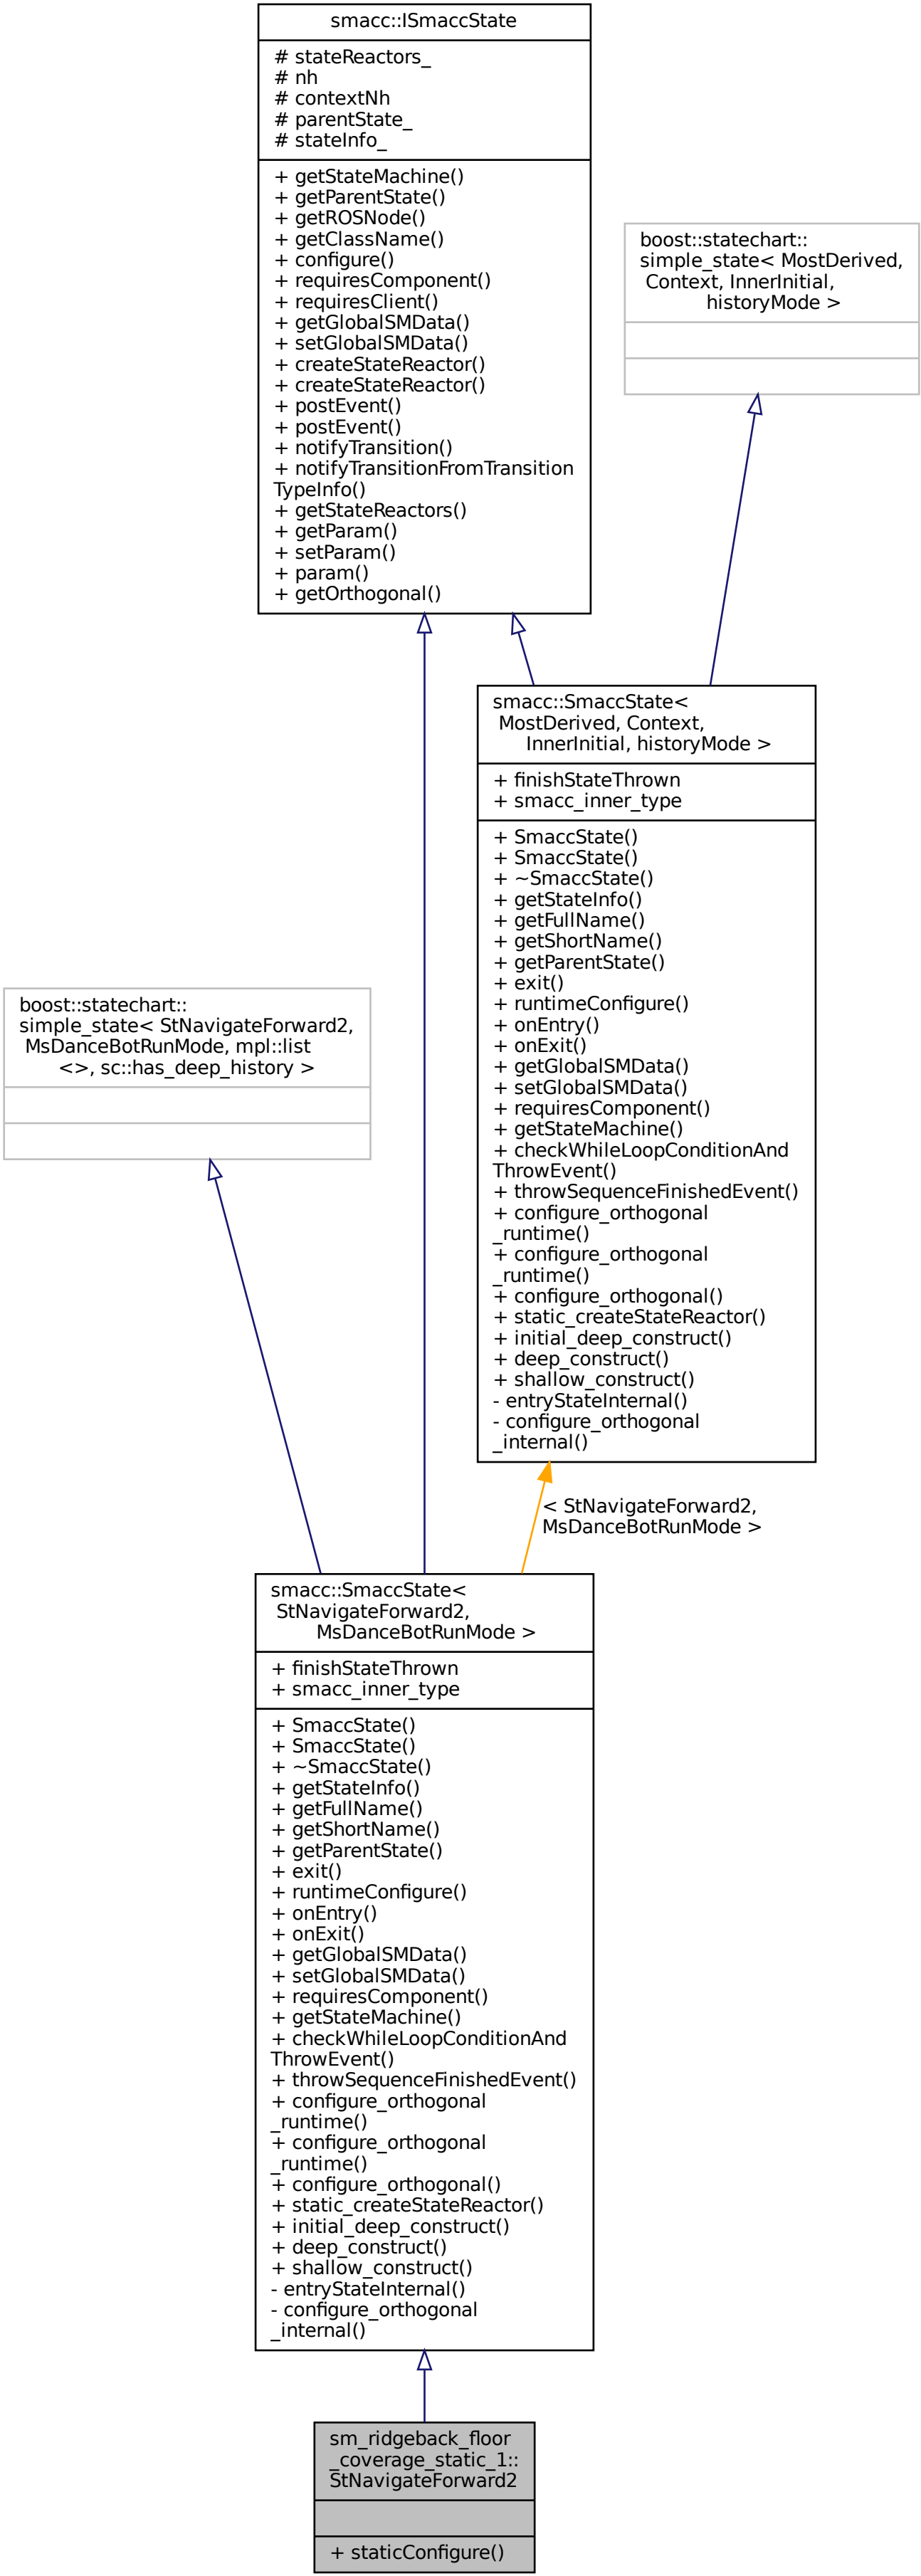 smacc::ISmaccState
# stateReactors_
# nh
# contextNh
# parentState_
# stateInfo_
+ getStateMachine()
+ getParentState()
+ getROSNode()
+ getClassName()
+ configure()
+ requiresComponent()
+ requiresClient()
+ getGlobalSMData()
+ setGlobalSMData()
+ createStateReactor()
+ createStateReactor()
+ postEvent()
+ postEvent()
+ notifyTransition()
+ notifyTransitionFromTransition
TypeInfo()
+ getStateReactors()
+ getParam()
+ setParam()
+ param()
+ getOrthogonal()
boost::statechart::
simple_state< MostDerived,
Context, InnerInitial,
historyMode >
smacc::SmaccState<
MostDerived, Context,
InnerInitial, historyMode >
+ finishStateThrown
+ smacc_inner_type
+ SmaccState()
+ SmaccState()
+ ~SmaccState()
+ getStateInfo()
+ getFullName()
+ getShortName()
+ getParentState()
+ exit()
+ runtimeConfigure()
+ onEntry()
+ onExit()
+ getGlobalSMData()
+ setGlobalSMData()
+ requiresComponent()
+ getStateMachine()
+ checkWhileLoopConditionAnd
ThrowEvent()
+ throwSequenceFinishedEvent()
+ configure_orthogonal
_runtime()
+ configure_orthogonal
_runtime()
+ configure_orthogonal()
+ static_createStateReactor()
+ initial_deep_construct()
+ deep_construct()
+ shallow_construct()
- entryStateInternal()
- configure_orthogonal
_internal()
boost::statechart::
simple_state< StNavigateForward2,
MsDanceBotRunMode, mpl::list
<>, sc::has_deep_history >
< StNavigateForward2,
MsDanceBotRunMode >
smacc::SmaccState<
StNavigateForward2,
MsDanceBotRunMode >
+ finishStateThrown
+ smacc_inner_type
+ SmaccState()
+ SmaccState()
+ ~SmaccState()
+ getStateInfo()
+ getFullName()
+ getShortName()
+ getParentState()
+ exit()
+ runtimeConfigure()
+ onEntry()
+ onExit()
+ getGlobalSMData()
+ setGlobalSMData()
+ requiresComponent()
+ getStateMachine()
+ checkWhileLoopConditionAnd
ThrowEvent()
+ throwSequenceFinishedEvent()
+ configure_orthogonal
_runtime()
+ configure_orthogonal
_runtime()
+ configure_orthogonal()
+ static_createStateReactor()
+ initial_deep_construct()
+ deep_construct()
+ shallow_construct()
- entryStateInternal()
- configure_orthogonal
_internal()
sm_ridgeback_floor
_coverage_static_1::
StNavigateForward2
+ staticConfigure()